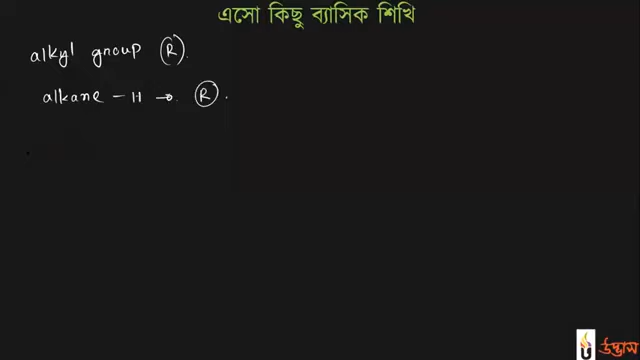 এসো কিছু ব্যাসিক শিখি
alkyl group (R).
alkane – H → (R).
উদ্ভাস